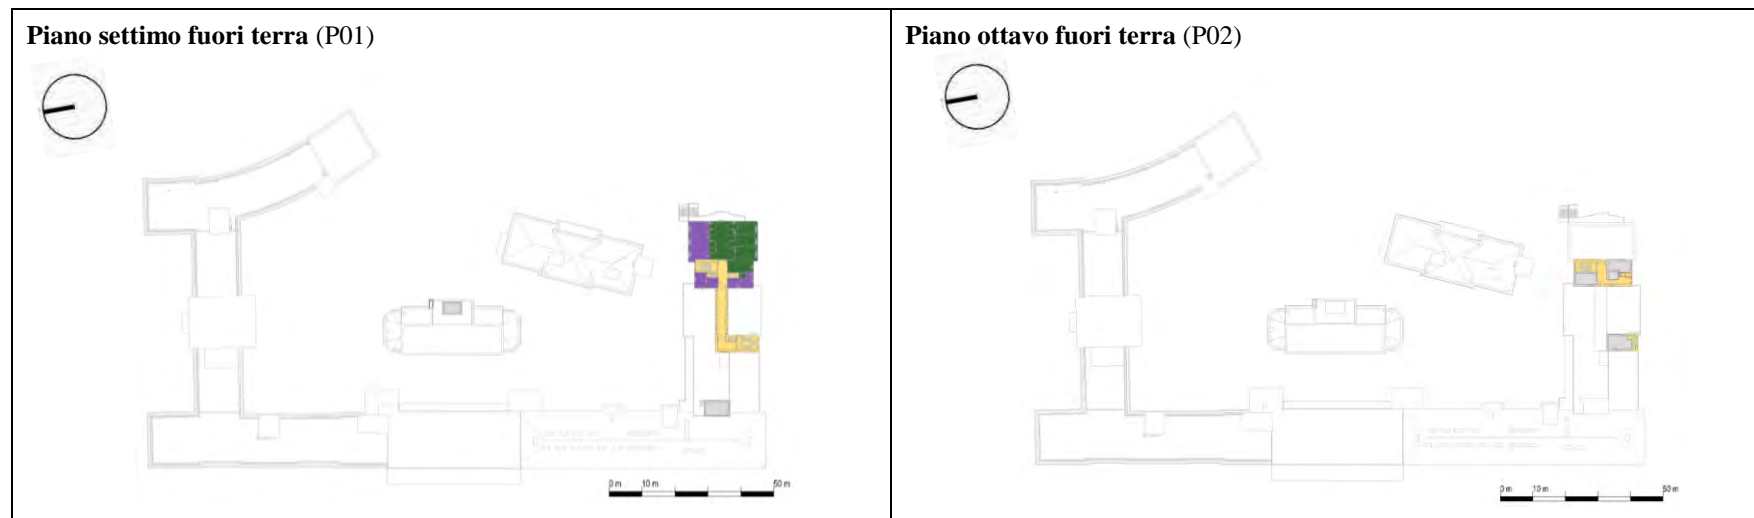 Piano settimo fuori terra (P01)
Piano ottavo fuori terra (P02)
0 m 10 m 50 m
0 m 10 m 50 m